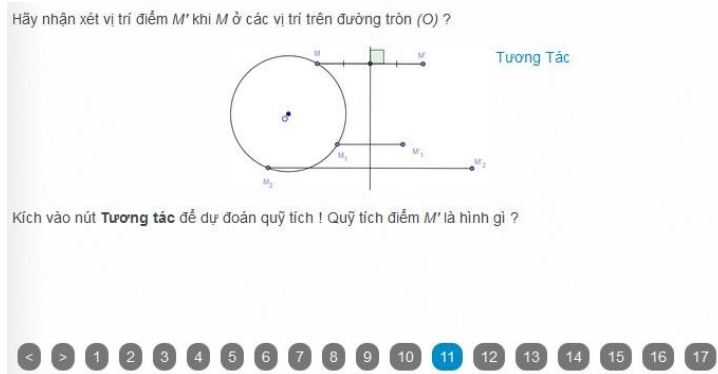 Hãy nhận xét vị trí điểm M' khi M ở các vị trí trên đường tròn (O) ?
M M' Tương Tác
O
M₁ M'₁
M₂ M'₂
Kích vào nút Tương tác để dự đoán quỹ tích ! Quỹ tích điểm M' là hình gì ?
< > 1 2 3 4 5 6 7 8 9 10 11 12 13 14 15 16 17